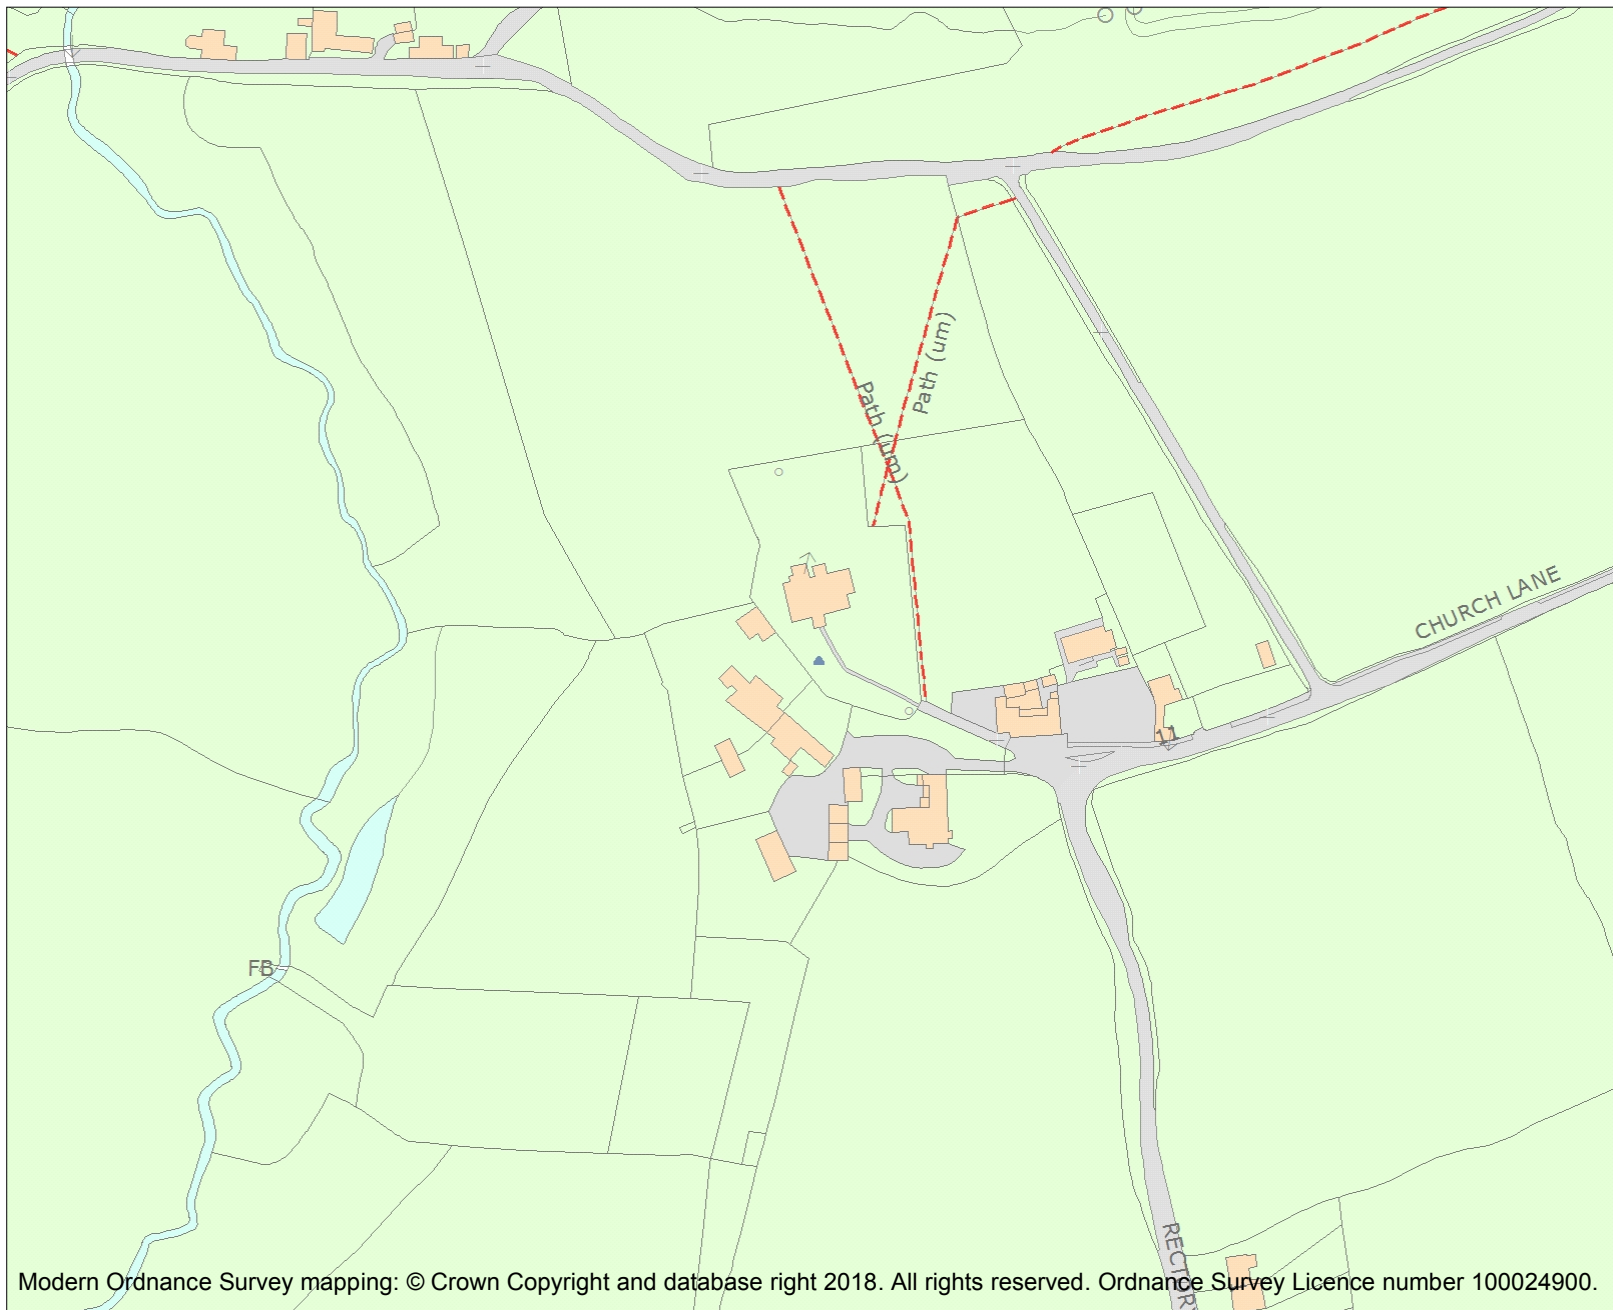 Path (um)
Path (um)
CHURCH LANE
11
FB
RECTORY
Modern Ordnance Survey mapping: © Crown Copyright and database right 2018. All rights reserved. Ordnance Survey Licence number 100024900.